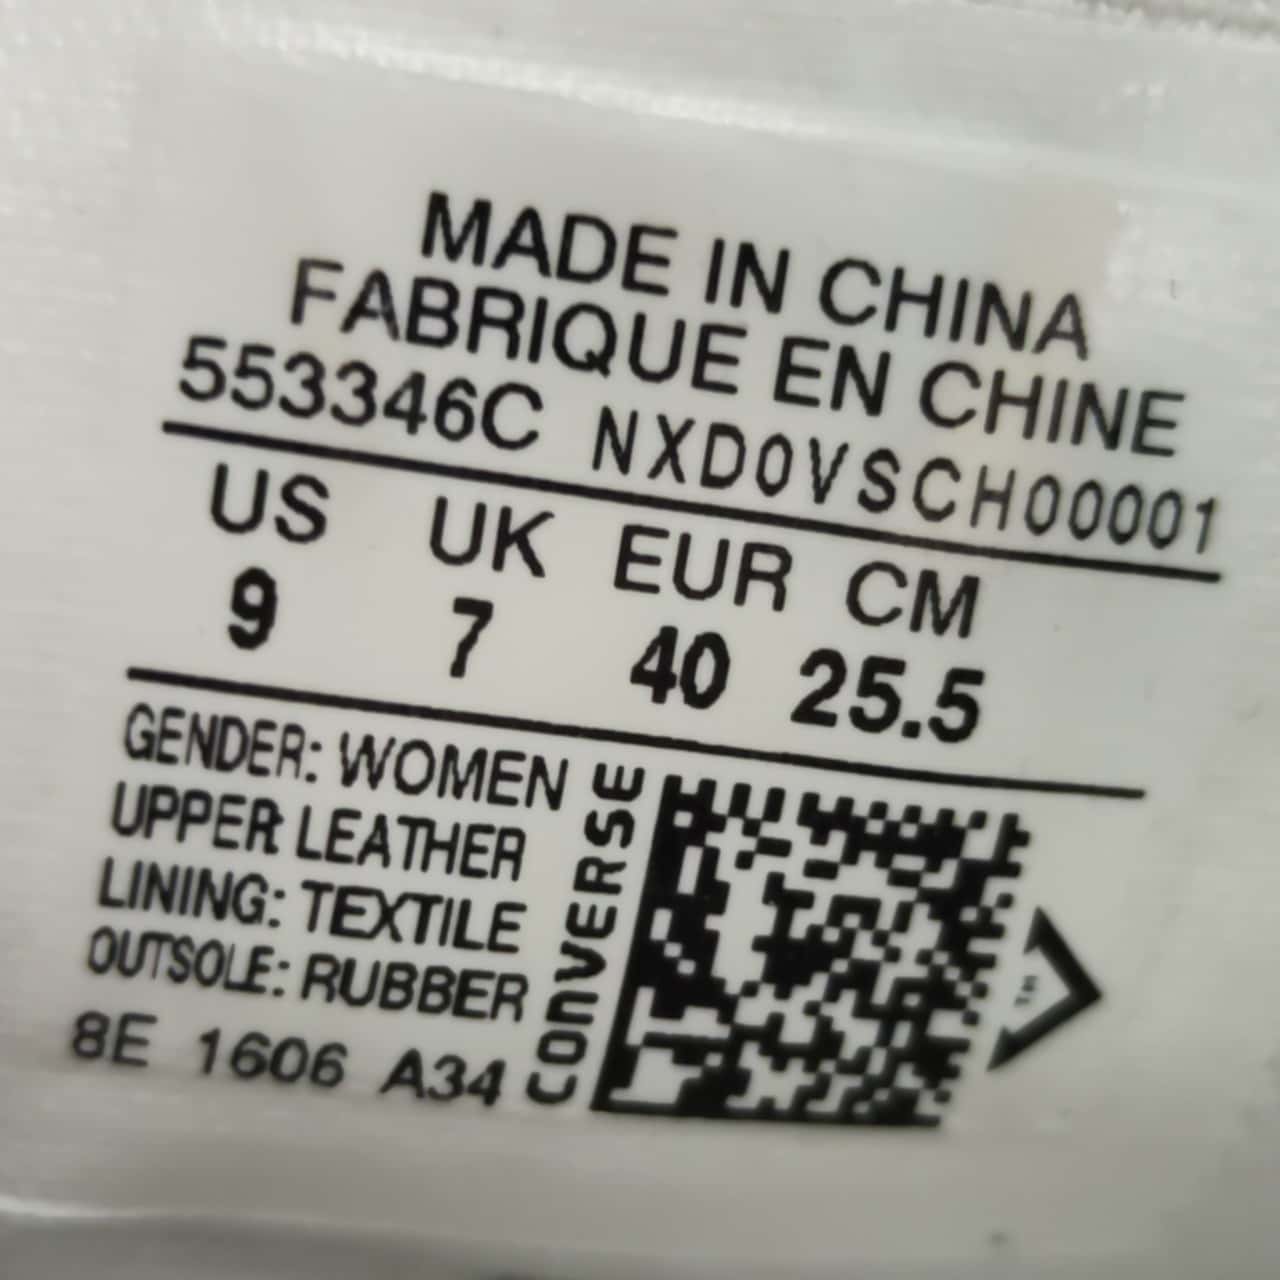 MADE IN CHINA
FABRIQUE EN CHINE
553346C NXD0VSCH00001
US UK EUR CM
9 7 40 25.5
GENDER: WOMEN
UPPER: LEATHER
LINING: TEXTILE
OUTSOLE: RUBBER
8E 1606 A34
CONVERSE
TM